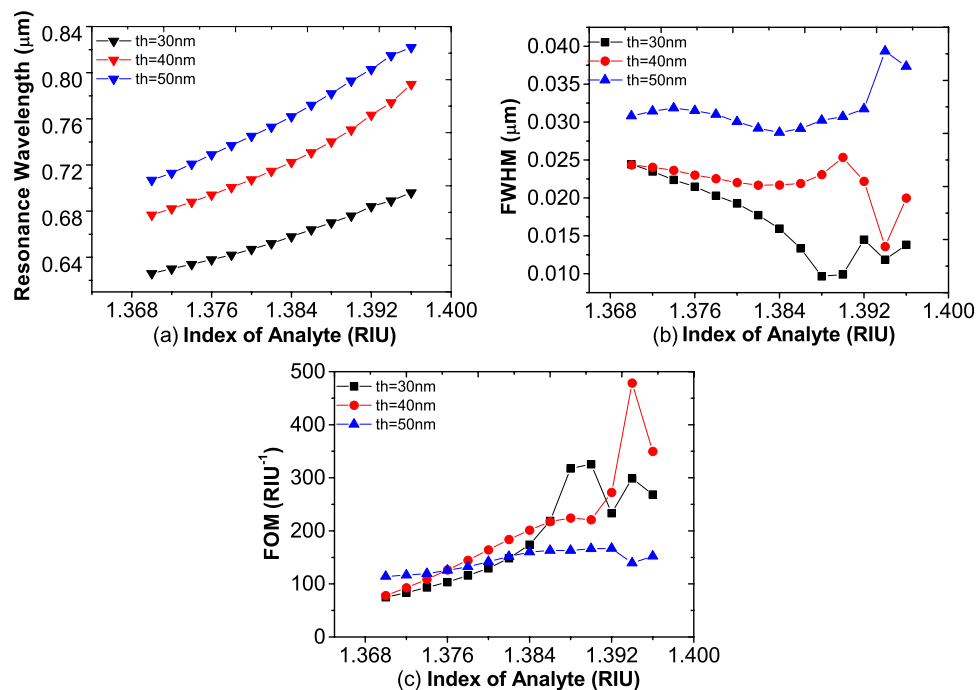 Resonance Wavelength (μm)
0.84
0.80
0.76
0.72
0.68
0.64
th=30nm
th=40nm
th=50nm
1.368
1.376
1.384
1.392
1.400
(a) Index of Analyte (RIU)
FWHM (μm)
0.040
0.035
0.030
0.025
0.020
0.015
0.010
th=30nm
th=40nm
th=50nm
1.368
1.376
1.384
1.392
1.400
(b) Index of Analyte (RIU)
FOM (RIU⁻¹)
500
400
300
200
100
0
th=30nm
th=40nm
th=50nm
1.368
1.376
1.384
1.392
1.400
(c) Index of Analyte (RIU)